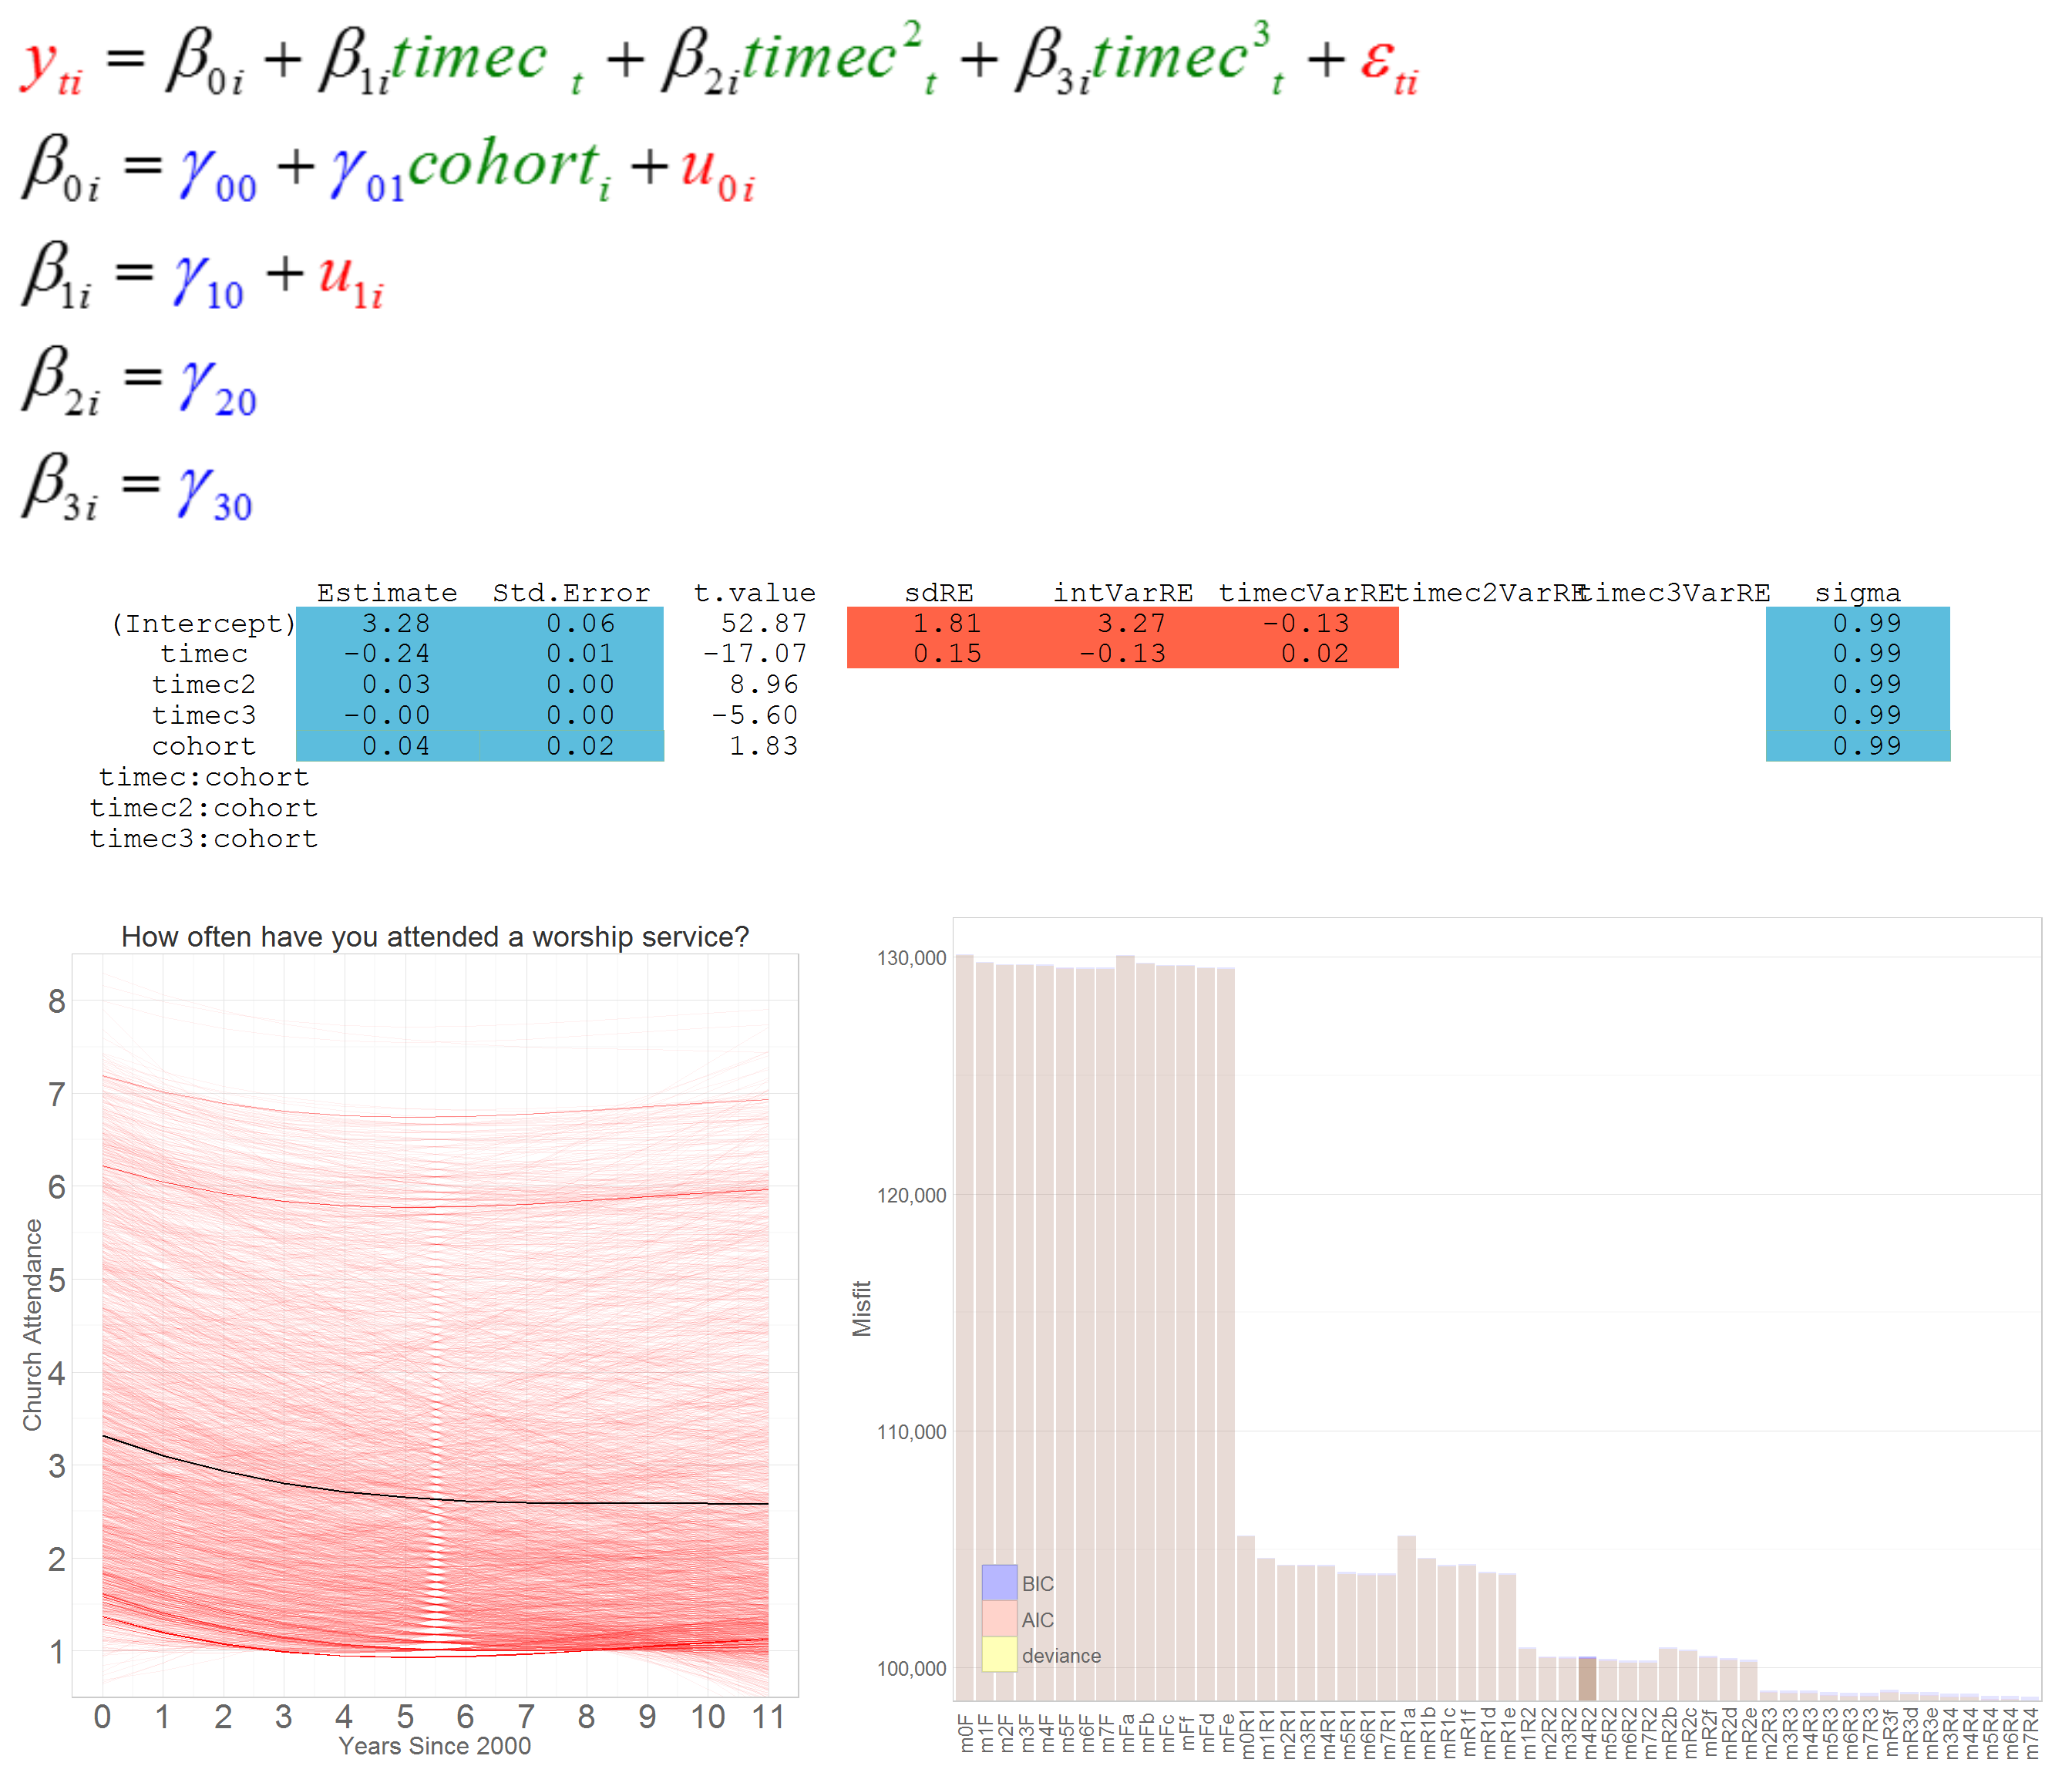 y_ti = β_0i + β_1i timec_t + β_2i timec²_t + β_3i timec³_t + ε_ti
β_0i = γ_00 + γ_01 cohort_i + u_0i
β_1i = γ_10 + u_1i
β_2i = γ_20
β_3i = γ_30
Estimate Std.Error t.value sdRE intVarRE timecVarRE timec2VarRE timec3VarRE sigma
(Intercept) 3.28 0.06 52.87 1.81 3.27 -0.13 0.99
timec -0.24 0.01 -17.07 0.15 -0.13 0.02 0.99
timec2 0.03 0.00 8.96 0.99
timec3 -0.00 0.00 -5.60 0.99
cohort 0.04 0.02 1.83 0.99
timec:cohort
timec2:cohort
timec3:cohort
How often have you attended a worship service?
Church Attendance
8
7
6
5
4
3
2
1
0 1 2 3 4 5 6 7 8 9 10 11
Years Since 2000
Misfit
130,000
120,000
110,000
100,000
BIC
AIC
deviance
m0F m1F m2F m3F m4F m5F m6F m7F mFa mFb mFc mFf mFd mFe m0R1 m1R1 m2R1 m3R1 m4R1 m5R1 m6R1 m7R1 mR1a mR1b mR1c mR1f mR1d mR1e m1R2 m2R2 m3R2 m4R2 m5R2 m6R2 m7R2 mR2b mR2c mR2f mR2d mR2e m2R3 m3R3 m4R3 m5R3 m6R3 m7R3 mR3f mR3d mR3e m3R4 m4R4 m5R4 m6R4 m7R4